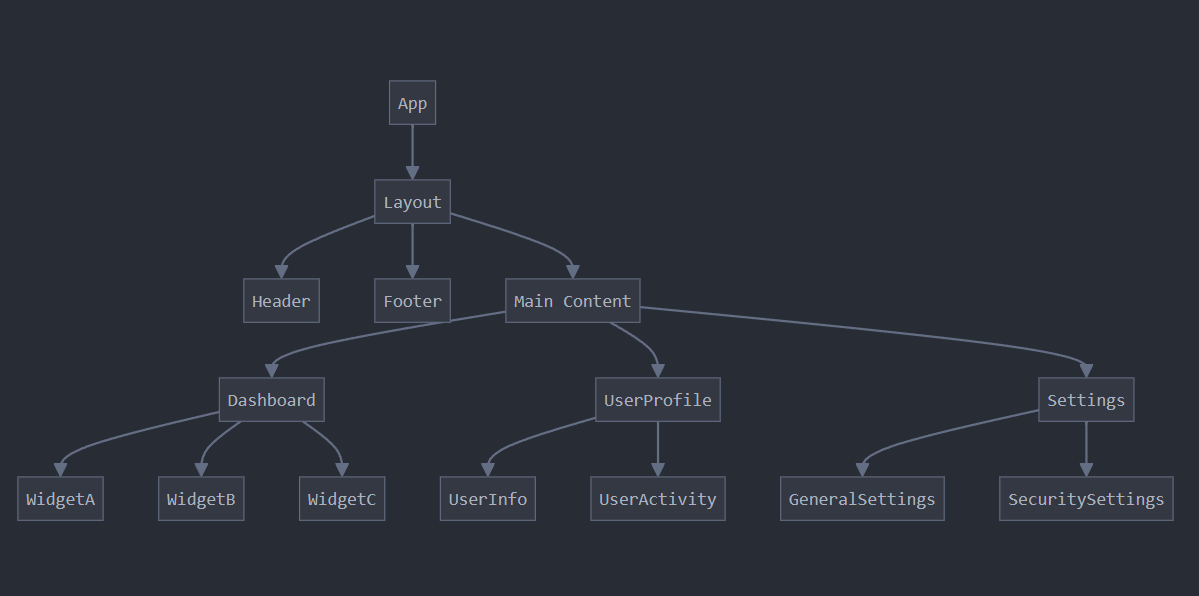 App
Layout
Header
Footer
Main Content
Dashboard
UserProfile
Settings
WidgetA
WidgetB
WidgetC
UserInfo
UserActivity
GeneralSettings
SecuritySettings